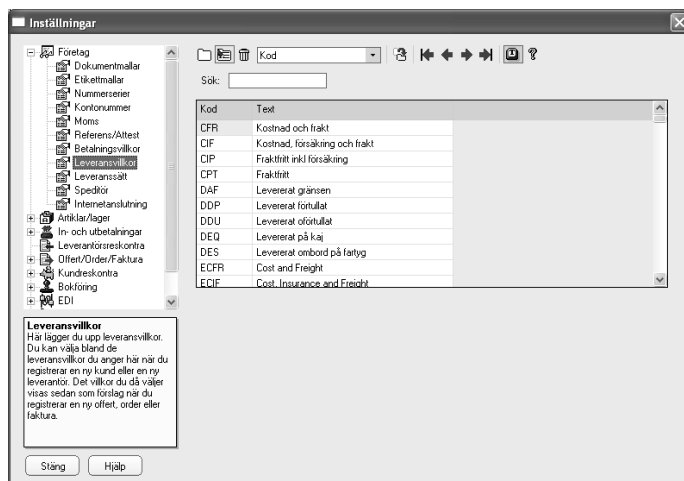 Inställningar
Företag
Dokumentmallar
Etikettmallar
Nummerserier
Kontonummer
Moms
Referens/Attest
Betalningsvillkor
Leveransvillkor
Leveranssätt
Speditör
Internetanslutning
Artiklar/lager
In- och utbetalningar
Leverantörsreskontra
Offert/Order/Faktura
Kundreskontra
Bokföring
EDI
Leveransvillkor
Här lägger du upp leveransvillkor.
Du kan välja bland de
leveransvillkor du anger här när du
registrerar en ny kund eller en ny
leverantör. Det villkor du då väljer
visas sedan som förslag när du
registrerar en ny offert, order eller
faktura.
Stäng Hjälp
Kod
Sök:
Kod Text
CFR Kostnad och frakt
CIF Kostnad, försäkring och frakt
CIP Fraktfritt inkl försäkring
CPT Fraktfritt
DAF Levererat gränsen
DDP Levererat förtullat
DDU Levererat oförtullat
DEQ Levererat på kaj
DES Levererat ombord på fartyg
ECFR Cost and Freight
ECIF Cost, Insurance and Freight